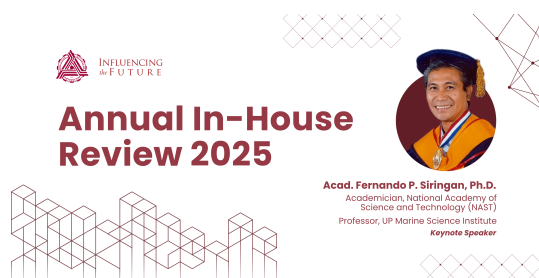 INFLUENCING
the FUTURE
Annual In-House
Review 2025
Acad. Fernando P. Siringan, Ph.D.
Academician, National Academy of
Science and Technology (NAST)
Professor, UP Marine Science Institute
Keynote Speaker